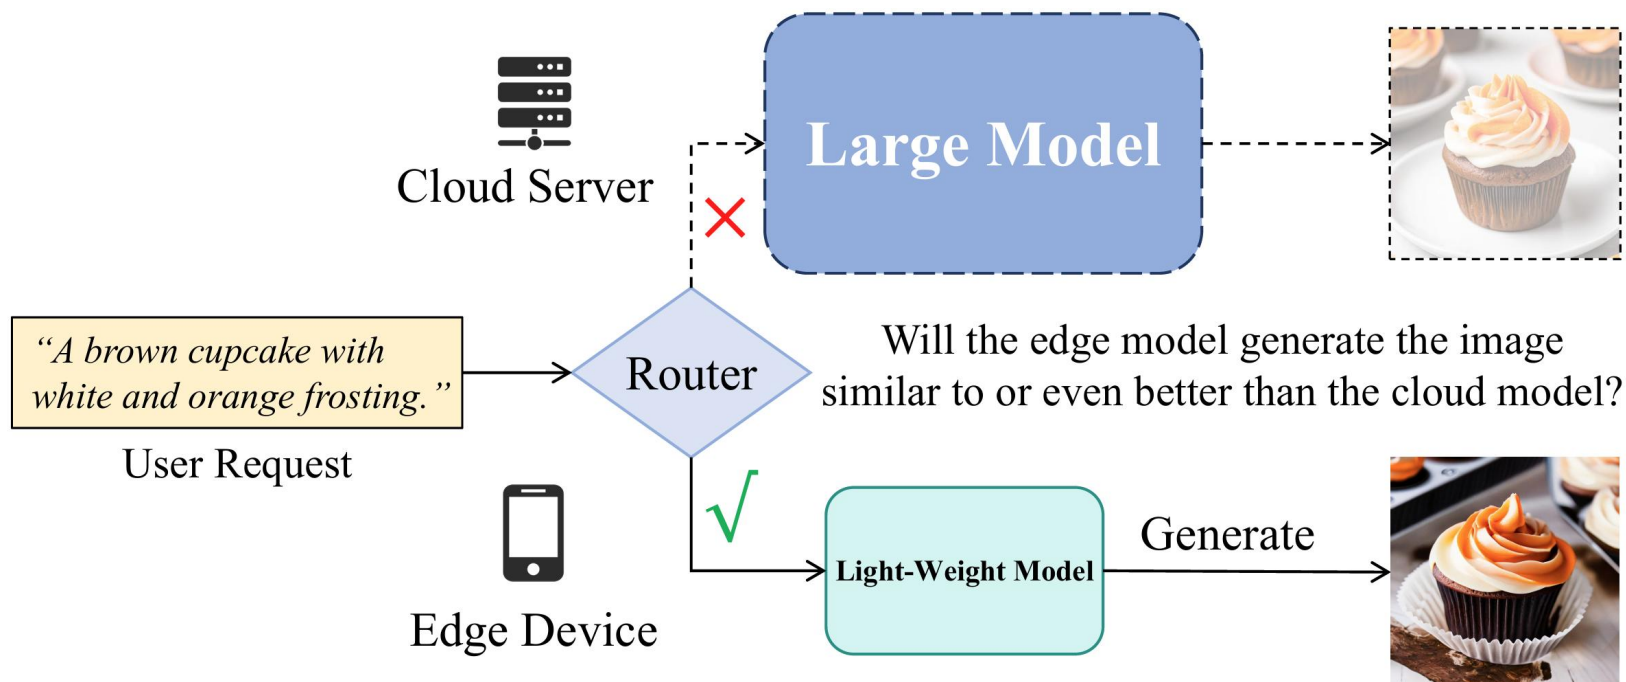 Large Model
Cloud Server
“A brown cupcake with
white and orange frosting.”
User Request
Router
Will the edge model generate the image
similar to or even better than the cloud model?
Edge Device
Light-Weight Model
Generate